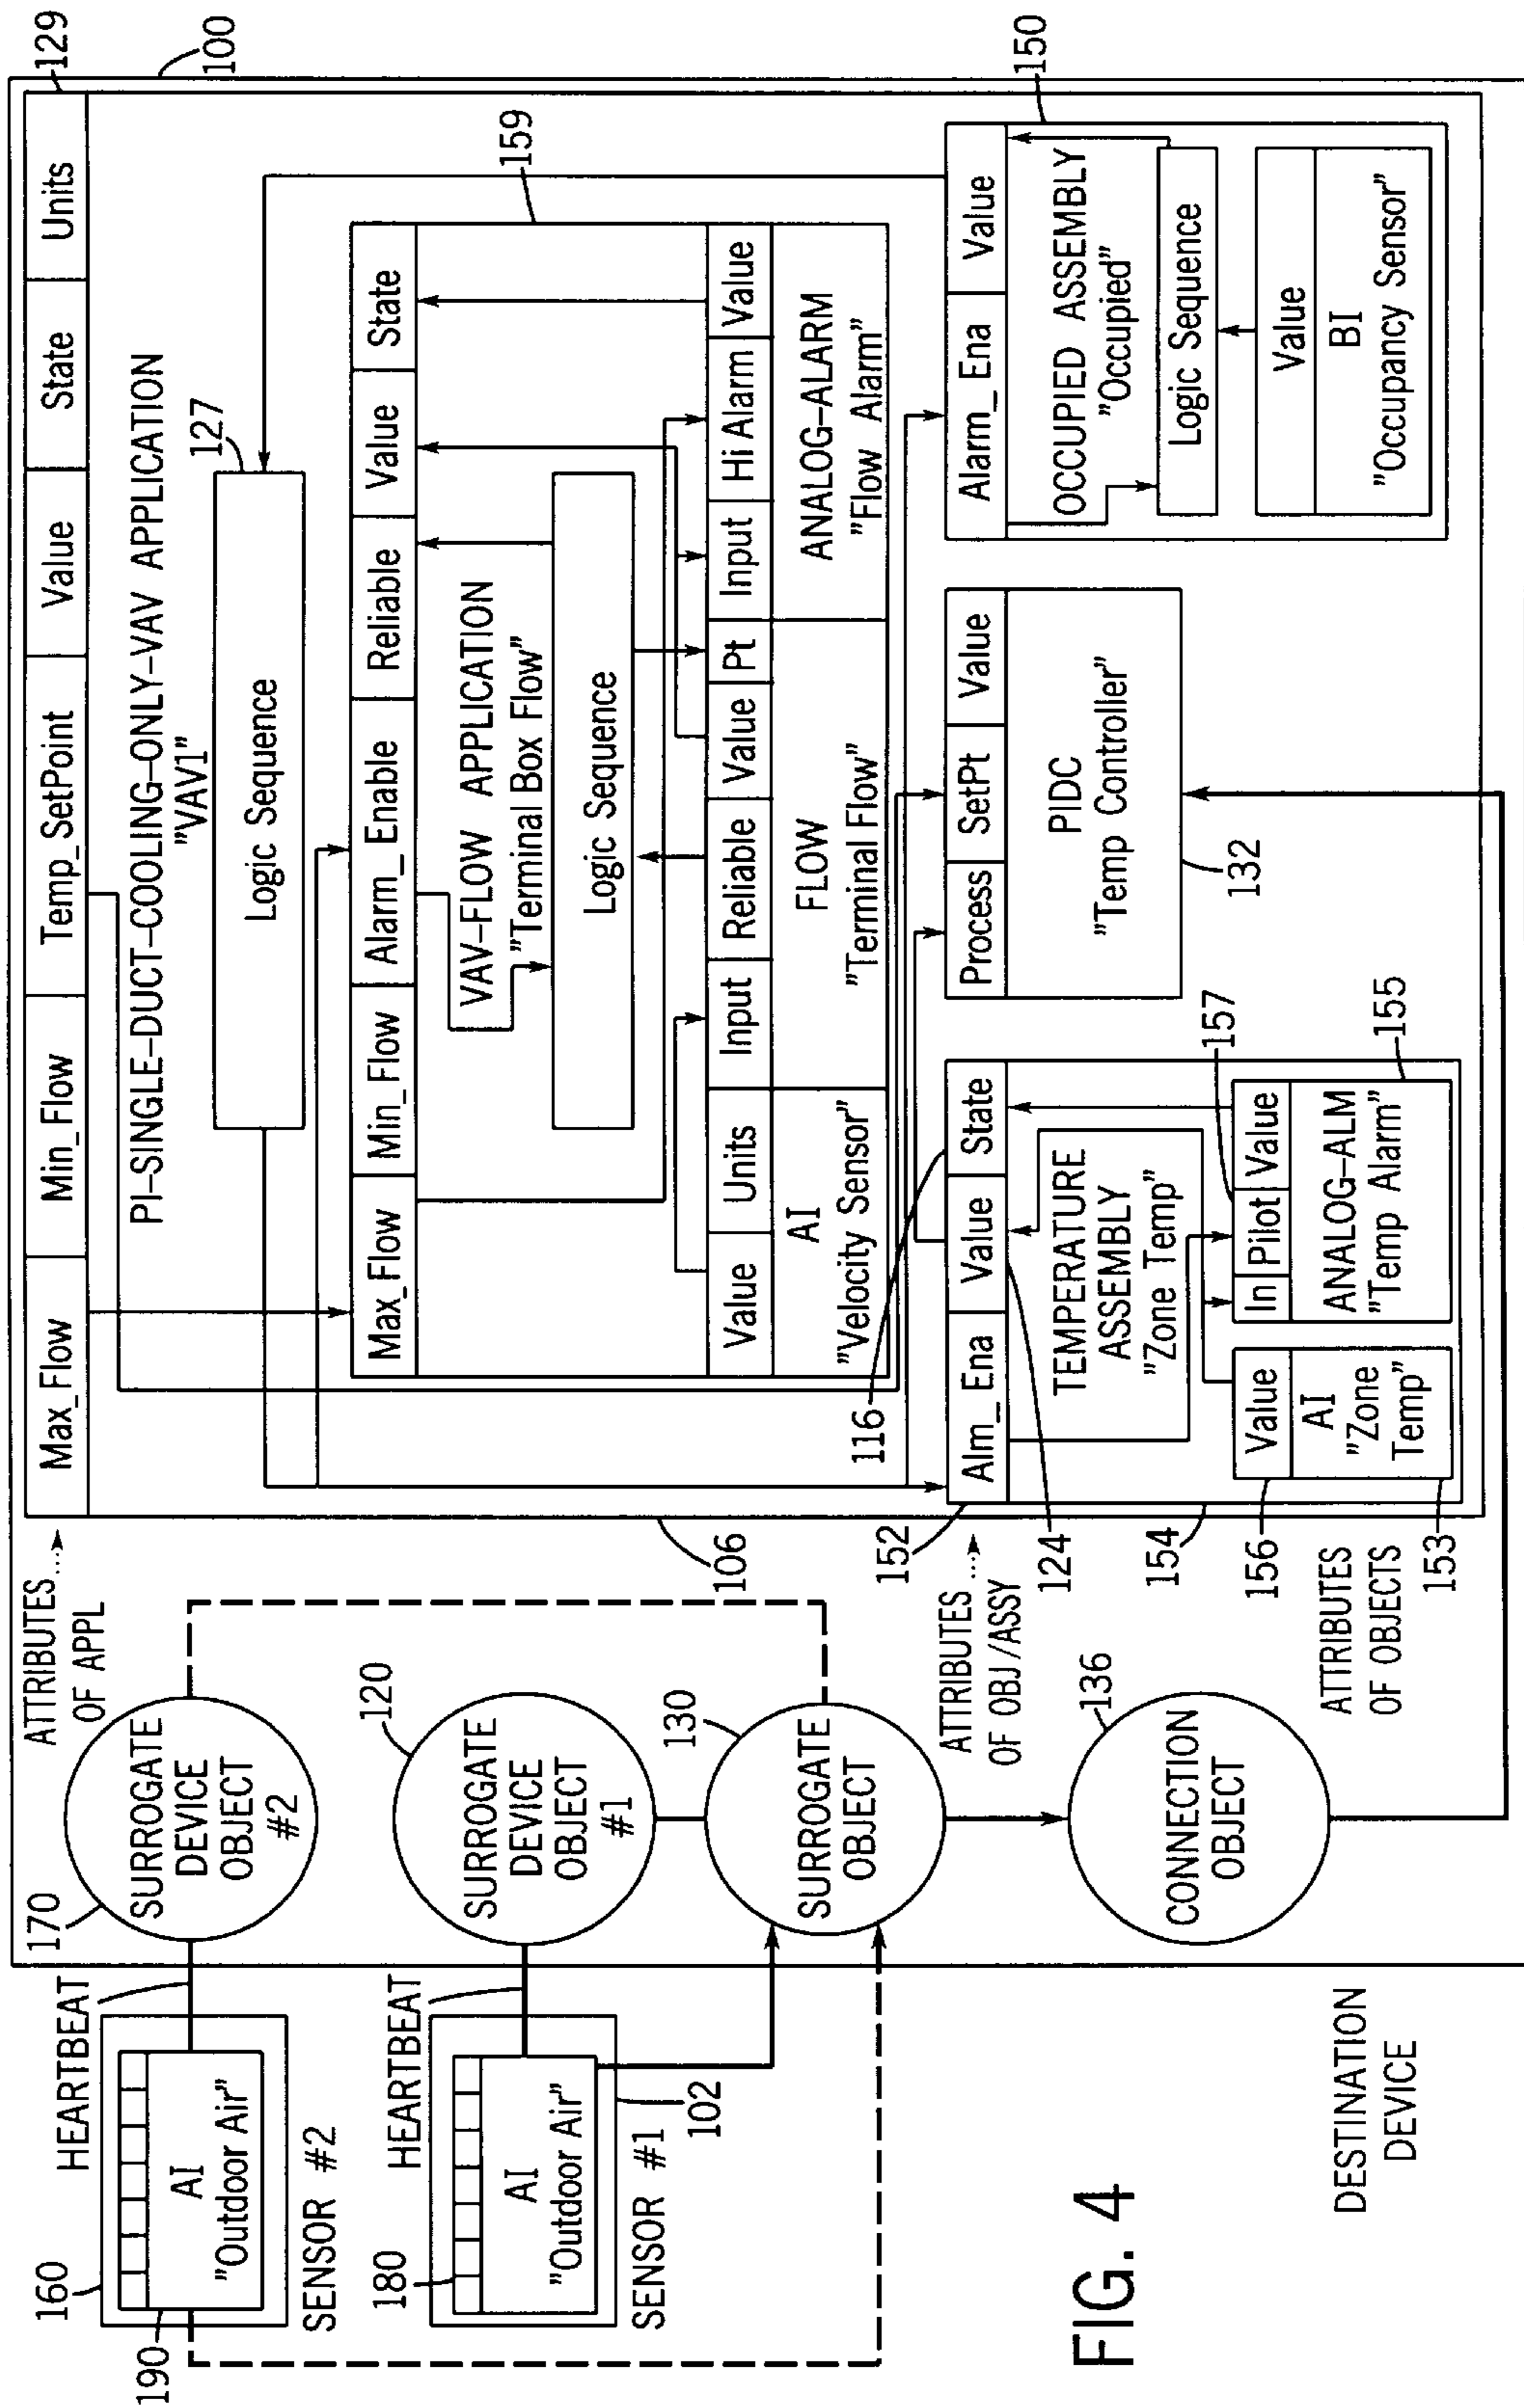 160
190
HEARTBEAT
AI
"Outdoor Air"
SENSOR #2
170
SURROGATE
DEVICE
OBJECT
#2
180
HEARTBEAT
AI
"Outdoor Air"
SENSOR #1
102
120
SURROGATE
DEVICE
OBJECT
#1
130
SURROGATE
OBJECT
136
CONNECTION
OBJECT
DESTINATION
DEVICE
FIG. 4
ATTRIBUTES....
OF APPL
106
ATTRIBUTES ....
OF OBJ/ASSY
ATTRIBUTES
OF OBJECTS
Max_Flow Min_Flow Temp_SetPoint Value State Units
129
100
PI-SINGLE-DUCT-COOLING-ONLY-VAV APPLICATION
"VAV1"
127
Logic Sequence
159
Max_Flow Min_Flow Alarm_Enable Reliable Value State
VAV-FLOW APPLICATION
"Terminal Box Flow"
Logic Sequence
Value Units Input Reliable Value Pt Input Hi Alarm Value
AI
"Velocity Sensor"
FLOW
"Terminal Flow"
ANALOG-ALARM
"Flow Alarm"
116
152
124
154
156
153
Alm_Ena Value State
TEMPERATURE
ASSEMBLY
"Zone Temp"
Value
AI
"Zone
Temp"
In Pilot Value
ANALOG-ALM
"Temp Alarm"
157
155
Process SetPt Value
PIDC
"Temp Controller"
132
150
Alarm_Ena Value
OCCUPIED ASSEMBLY
"Occupied"
Logic Sequence
Value
BI
"Occupancy Sensor"